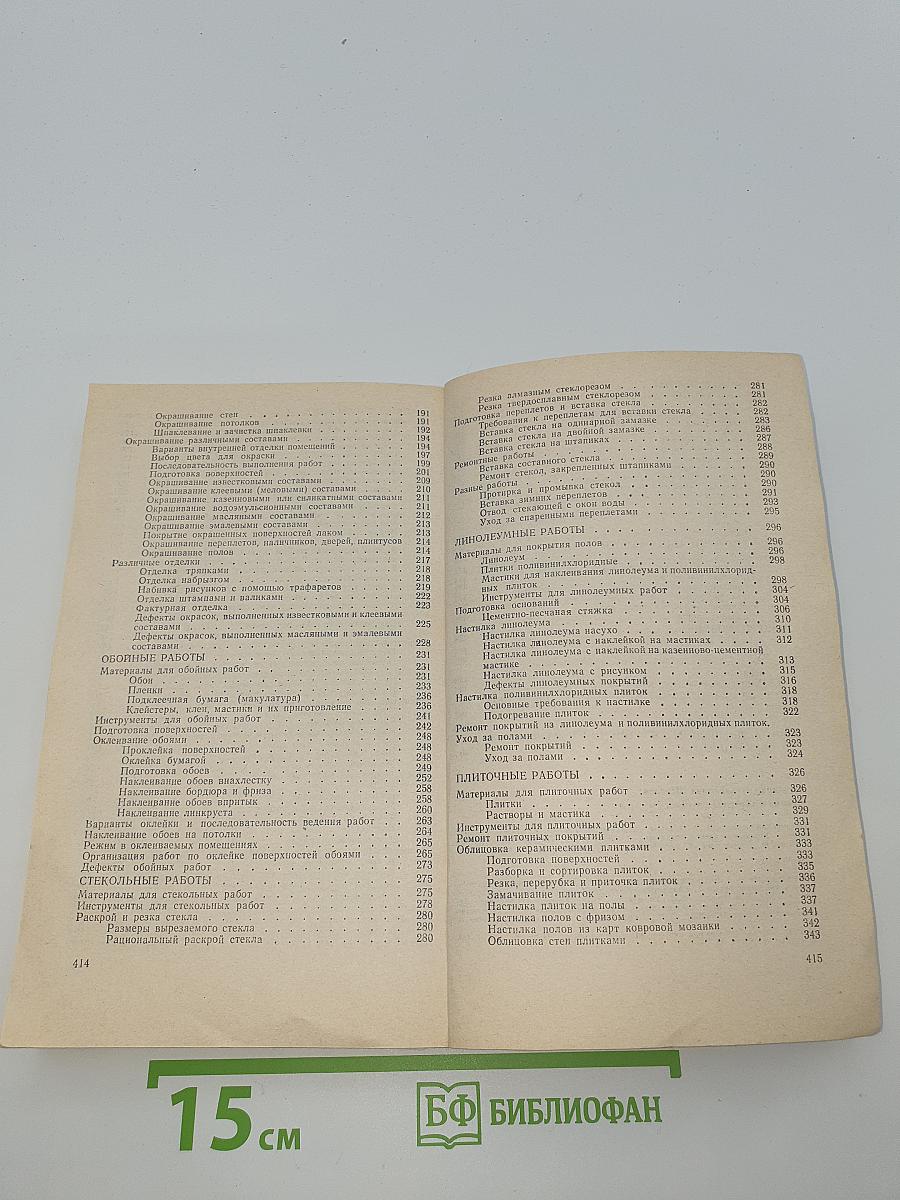 Окрашивание стен . . . . . . . . . . 191
Окрашивание потолков . . . . . . . . . . 191
Шпаклевание и зачистка шпаклевки . . . . . . . 192
Окрашивание различными составами . . . . . . . . 194
Варианты внутренней отделки помещений . . . . . 194
Выбор цвета для окраски . . . . . . . . . 197
Последовательность выполнения работ . . . . . . 199
Подготовка поверхностей . . . . . . . . . 201
Окрашивание известковыми составами . . . . . . 209
Окрашивание клеевыми (меловыми) составами . . . . 210
Окрашивание казеиновыми или силикатными составами 211
Окрашивание водоэмульсионными составами . . . . 211
Окрашивание масляными составами . . . . . . . 212
Окрашивание эмалевыми составами . . . . . . . 213
Покрытие окрашенных поверхностей лаком . . . . . 213
Окрашивание переплетов, наличников, дверей, плинтусов 214
Окрашивание полов . . . . . . . . . . . 214
Различные отделки . . . . . . . . . . . . 217
Отделка тряпками . . . . . . . . . . . 218
Отделка набрызгом . . . . . . . . . . . 218
Набивка рисунков с помощью трафаретов . . . . . 219
Отделка штампами и валиками . . . . . . . . 222
Фактурная отделка . . . . . . . . . . . 223
Дефекты окрасок, выполненных известковыми и клеевыми
составами . . . . . . . . . . . . . 225
Дефекты окрасок, выполненных масляными и эмалевыми
составами . . . . . . . . . . . . . 228
ОБОЙНЫЕ РАБОТЫ . . . . . . . . . . . . 231
Материалы для обойных работ . . . . . . . . . 231
Обои . . . . . . . . . . . . . . . 231
Пленки . . . . . . . . . . . . . . 233
Подклеечная бумага (макулатура) . . . . . . . 236
Клейстеры, клеи, мастики и их приготовление . . . . 236
Инструменты для обойных работ . . . . . . . . . 241
Подготовка поверхностей . . . . . . . . . . . 242
Оклеивание обоями . . . . . . . . . . . . . 248
Проклейка поверхностей . . . . . . . . . . 248
Оклейка бумагой . . . . . . . . . . . . 248
Подготовка обоев . . . . . . . . . . . . 249
Наклеивание обоев внахлестку . . . . . . . . 252
Наклеивание бордюра и фриза . . . . . . . . 258
Наклеивание обоев впритык . . . . . . . . . 258
Наклеивание линкруста . . . . . . . . . . 260
Варианты оклейки и последовательность ведения работ . . 263
Наклеивание обоев на потолки . . . . . . . . . 264
Режим в оклеиваемых помещениях . . . . . . . . . 265
Организация работ по оклейке поверхностей обоями . . . 265
Дефекты обойных работ . . . . . . . . . . . . 273
СТЕКОЛЬНЫЕ РАБОТЫ . . . . . . . . . . . 275
Материалы для стекольных работ . . . . . . . . . 275
Инструменты для стекольных работ . . . . . . . . 278
Раскрой и резка стекла . . . . . . . . . . . . 280
Размеры вырезаемого стекла . . . . . . . . . 280
Рациональный раскрой стекла . . . . . . . . . 280
414
Резка алмазным стеклорезом . . . . . . . . 281
Резка твердосплавным стеклорезом . . . . . . 281
Подготовка переплетов и вставка стекла . . . . . . 282
Требования к переплетам для вставки стекла . . . . 282
Вставка стекла на одинарной замазке . . . . . . 283
Вставка стекла на двойной замазке . . . . . . . 286
Вставка стекла на штапиках . . . . . . . . . 287
Ремонтные работы . . . . . . . . . . . . . 288
Вставка составного стекла . . . . . . . . . 289
Ремонт стекол, закрепленных штапиками . . . . . 290
Разные работы . . . . . . . . . . . . . . 290
Протирка и промывка стекол . . . . . . . . . 290
Вставка зимних переплетов . . . . . . . . . 291
Отвод стекающей с окон воды . . . . . . . . 293
Уход за спаренными переплетами . . . . . . . 295
ЛИНОЛЕУМНЫЕ РАБОТЫ . . . . . . . . . . 296
Материалы для покрытия полов . . . . . . . . . 296
Линолеум . . . . . . . . . . . . . . 296
Плитки поливинилхлоридные . . . . . . . . . 298
Мастики для наклеивания линолеума и поливинилхлорид-
ных плиток . . . . . . . . . . . . . 298
Инструменты для линолеумных работ . . . . . . 304
Подготовка оснований . . . . . . . . . . . . 304
Цементно-песчаная стяжка . . . . . . . . . 306
Настилка линолеума . . . . . . . . . . . . 310
Настилка линолеума насухо . . . . . . . . . 311
Настилка линолеума с наклейкой на мастиках . . . . 312
Настилка линолеума с наклейкой на казеиново-цементной
мастике . . . . . . . . . . . . . . 313
Настилка линолеума с рисунком . . . . . . . . 315
Дефекты линолеумных покрытий . . . . . . . . 316
Настилка поливинилхлоридных плиток . . . . . . . 318
Основные требования к настилке . . . . . . . 318
Подогревание плиток . . . . . . . . . . . 322
Ремонт покрытий из линолеума и поливинилхлоридных плиток.
Уход за полами . . . . . . . . . . . . . . 323
Ремонт покрытий . . . . . . . . . . . . 323
Уход за полами . . . . . . . . . . . . 324
ПЛИТОЧНЫЕ РАБОТЫ . . . . . . . . . . . 326
Материалы для плиточных работ . . . . . . . . . 326
Плитки . . . . . . . . . . . . . . 327
Растворы и мастика . . . . . . . . . . . 329
Инструменты для плиточных работ . . . . . . . . 331
Ремонт плиточных покрытий . . . . . . . . . . 331
Облицовка керамическими плитками . . . . . . . . 333
Подготовка поверхностей . . . . . . . . . . 333
Разборка и сортировка плиток . . . . . . . . 335
Резка, перерубка и приточка плиток . . . . . . 336
Замачивание плиток . . . . . . . . . . . 337
Настилка плиток на полы . . . . . . . . . . 337
Настилка полов с фризом . . . . . . . . . . 341
Настилка полов из карт ковровой мозаики . . . . . 342
Облицовка стен плитками . . . . . . . . . . 343
415
15 см
БФ БИБЛИОФАН